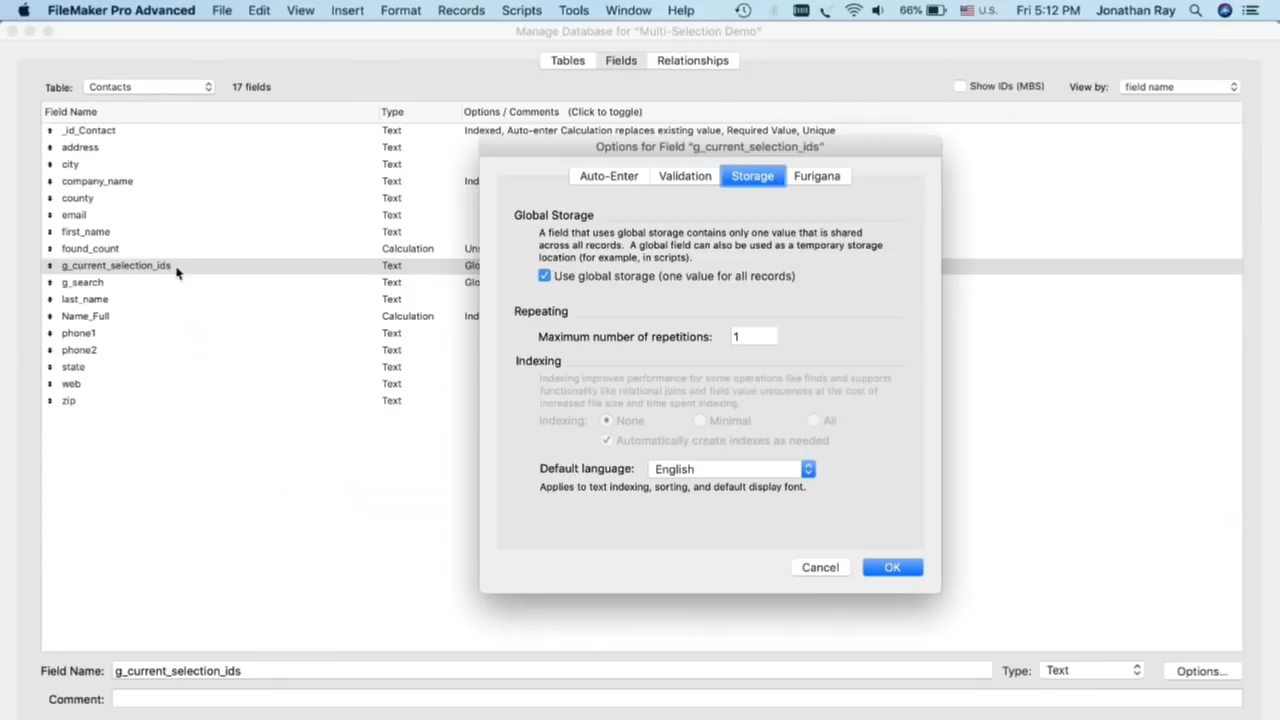 FileMaker Pro Advanced File Edit View Insert Format Records Scripts Tools Window Help 66% U.S. Fri 5:12 PM Jonathan Ray
Manage Database for "Multi-Selection Demo"
Tables Fields Relationships
Table: Contacts 17 fields Show IDs (MBS) View by: field name
Field Name Type Options / Comments (Click to toggle)
_id_Contact Text Indexed, Auto-enter Calculation replaces existing value, Required Value, Unique
address Text
city Text
company_name Text Ind
county Text
email Text
first_name Text
found_count Calculation Uns
g_current_selection_ids Text Glo
g_search Text Glo
last_name Text
Name_Full Calculation Ind
phone1 Text
phone2 Text
state Text
web Text
zip Text
Options for Field "g_current_selection_ids"
Auto-Enter Validation Storage Furigana
Global Storage
A field that uses global storage contains only one value that is shared
across all records. A global field can also be used as a temporary storage
location (for example, in scripts).
Use global storage (one value for all records)
Repeating
Maximum number of repetitions: 1
Indexing
Indexing improves performance for some operations like finds and supports
functionality like relational joins and field value uniqueness at the cost of
increased file size and time spent indexing.
Indexing: None Minimal All
Automatically create indexes as needed
Default language: English
Applies to text indexing, sorting, and default display font.
Cancel OK
Field Name: g_current_selection_ids Type: Text Options...
Comment: